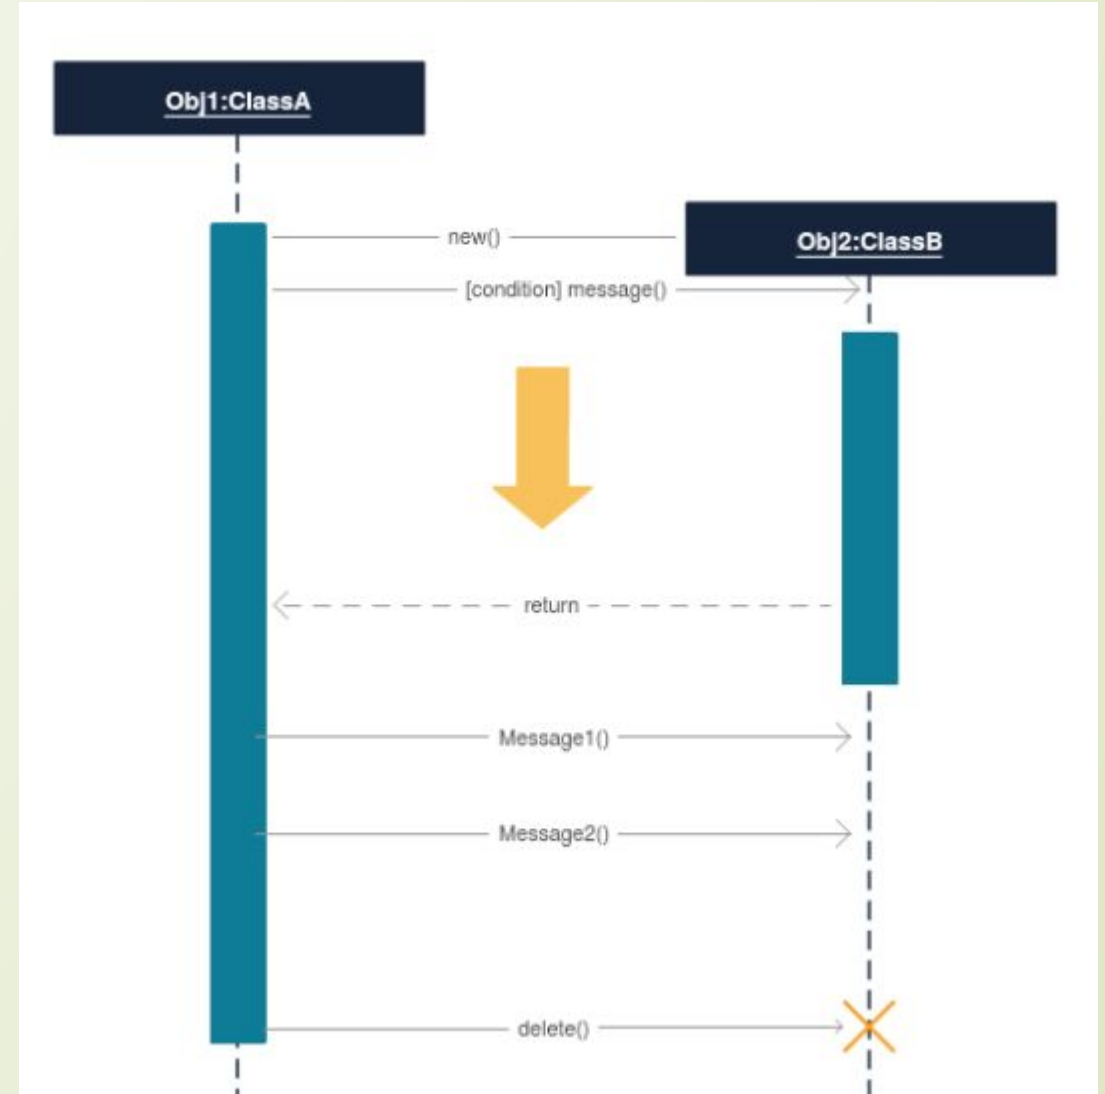 Obj1:ClassA
new()
Obj2:ClassB
[condition] message()
return
Message1()
Message2()
delete()